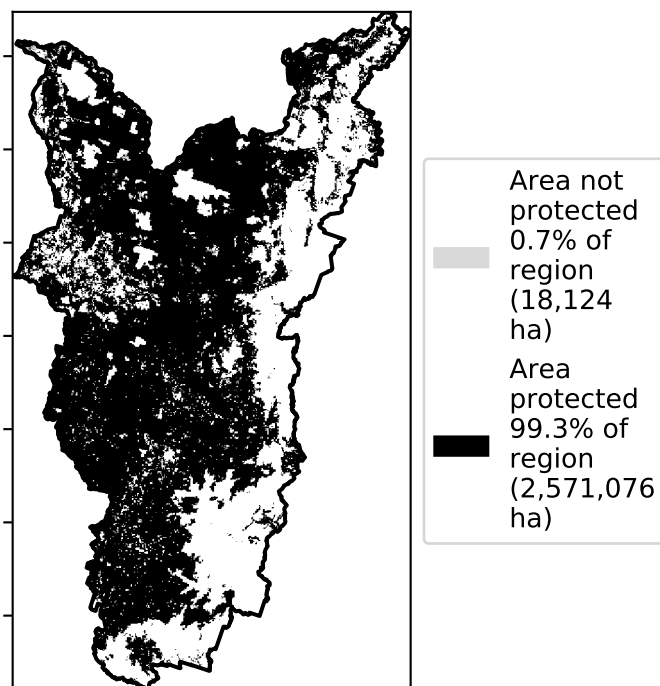 Area not
protected
0.7% of
region
(18,124
ha)
Area
protected
99.3% of
region
(2,571,076
ha)